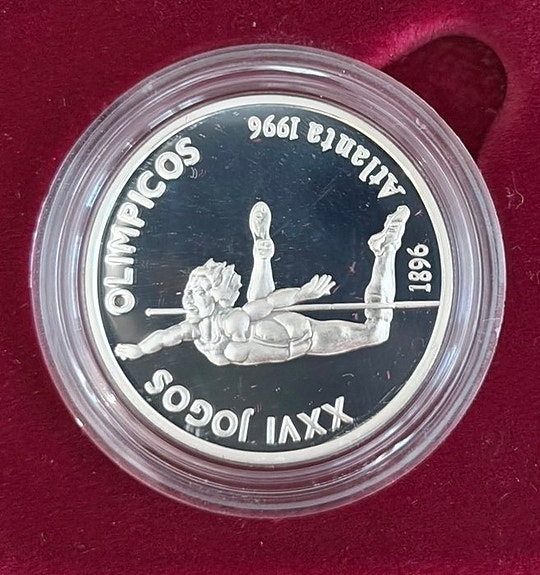 XXVI JOGOS
OLIMPICOS
Atlanta 1996
1896